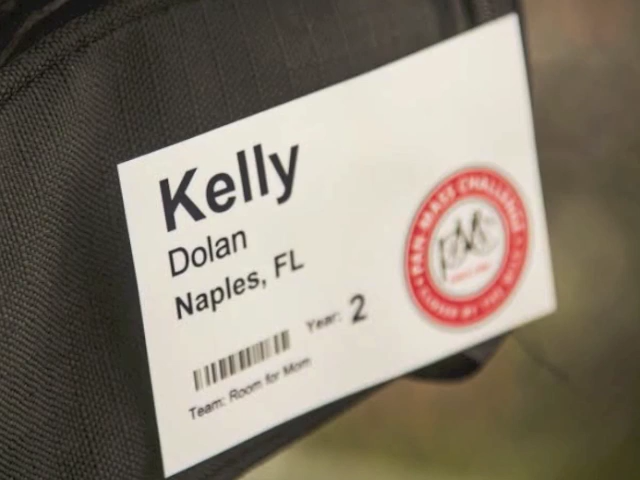 Kelly
Dolan
Naples, FL
Year: 2
Team: Room for Mom
PAN MASS CHALLENGE
PMC